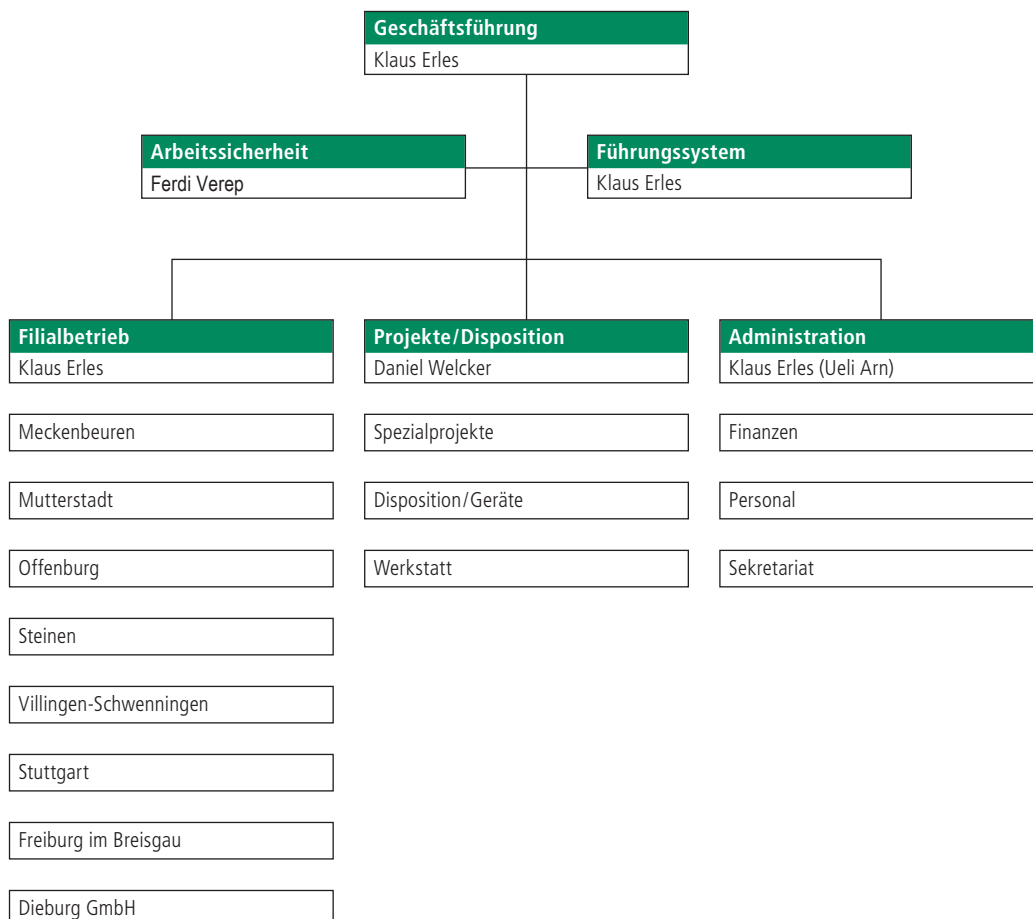 Geschäftsführung
Klaus Erles
Arbeitssicherheit
Ferdi Verep
Führungssystem
Klaus Erles
Filialbetrieb
Klaus Erles
Meckenbeuren
Mutterstadt
Offenburg
Steinen
Villingen-Schwenningen
Stuttgart
Freiburg im Breisgau
Dieburg GmbH
Projekte/Disposition
Daniel Welcker
Spezialprojekte
Disposition/Geräte
Werkstatt
Administration
Klaus Erles (Ueli Arn)
Finanzen
Personal
Sekretariat